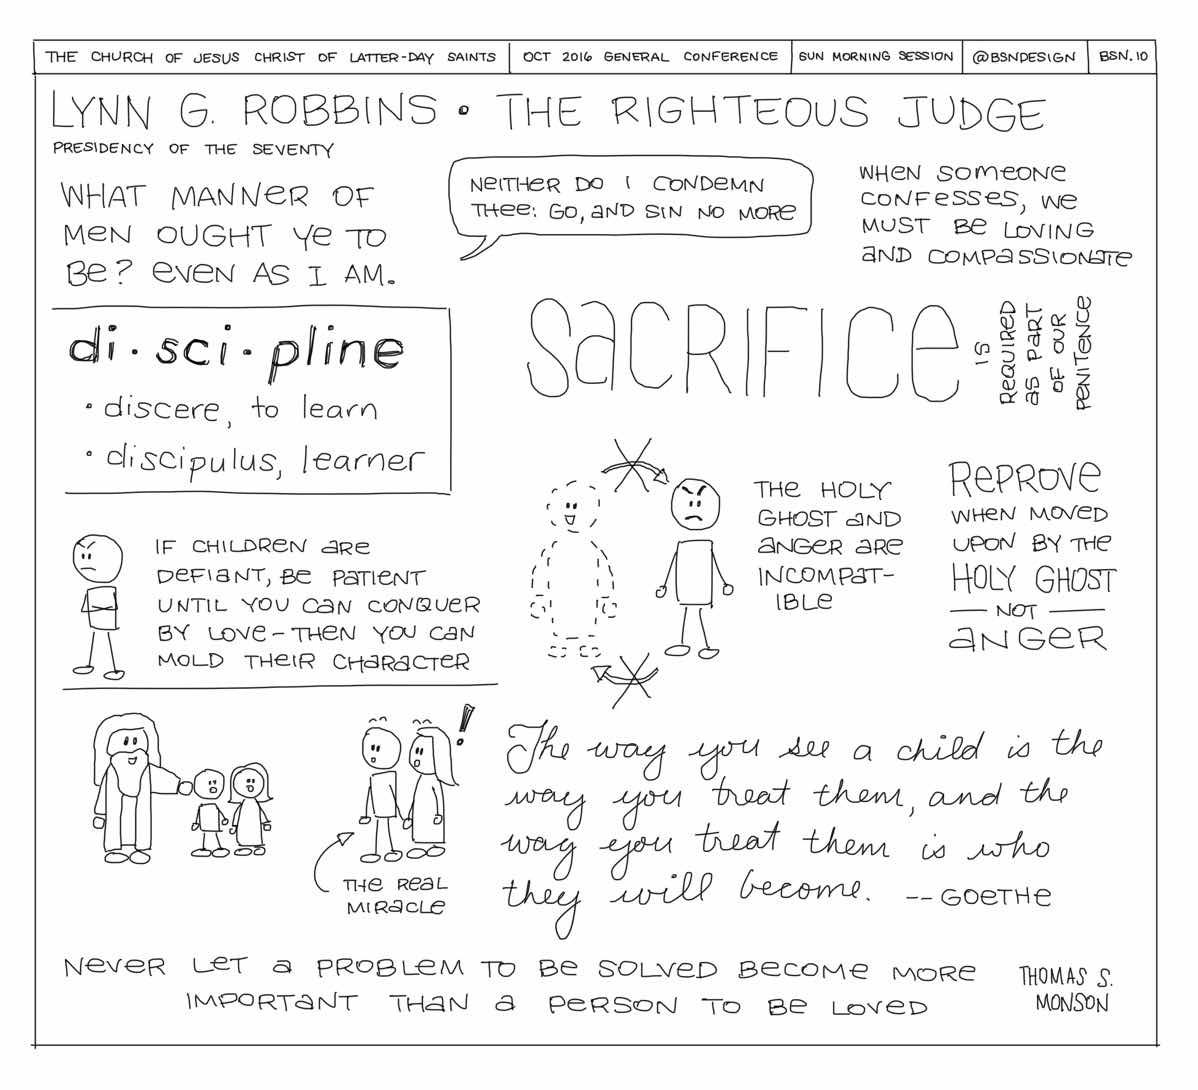 THE CHURCH OF JESUS CHRIST OF LATTER-DAY SAINTS
OCT 2016 GENERAL CONFERENCE
SUN MORNING SESSION
@BSNDESIGN
BSN.10
LYNN G. ROBBINS • THE RIGHTEOUS JUDGE
PRESIDENCY OF THE SEVENTY
WHAT MANNER OF
MEN OUGHT YE TO
BE? EVEN AS I AM.
NEITHER DO I CONDEMN
THEE: GO, AND SIN NO MORE
WHEN SOMEONE
CONFESSES, WE
MUST BE LOVING
AND COMPASSIONATE
di•sci•pline
• discere, to learn
• discipulus, learner
SACRIFICE
IS
REQUIRED
AS PART
OF OUR
PENITENCE
IF CHILDREN ARE
DEFIANT, BE PATIENT
UNTIL YOU CAN CONQUER
BY LOVE – THEN YOU CAN
MOLD THEIR CHARACTER
THE HOLY
GHOST AND
ANGER ARE
INCOMPAT-
IBLE
REPROVE
WHEN MOVED
UPON BY THE
HOLY GHOST
— NOT —
ANGER
!
THE REAL
MIRACLE
The way you see a child is the
way you treat them, and the
way you treat them is who
they will become. -- GOETHE
NEVER LET A PROBLEM TO BE SOLVED BECOME MORE
IMPORTANT THAN A PERSON TO BE LOVED
THOMAS S.
MONSON